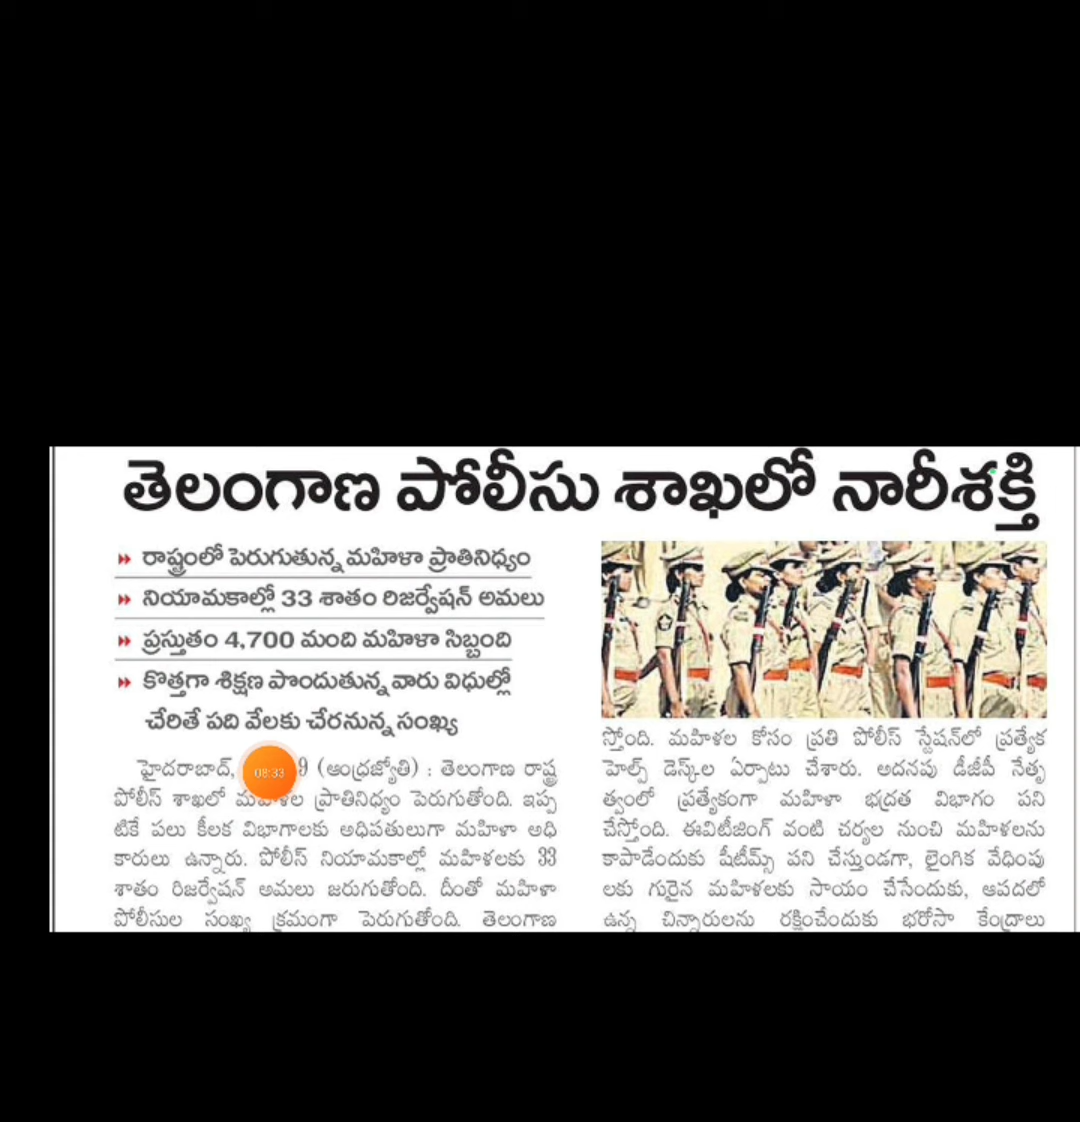 తెలంగాణ పోలీసు శాఖలో నారీశక్తి
» రాష్ట్రంలో పెరుగుతున్న మహిళా ప్రాతినిధ్యం
» నియామకాల్లో 33 శాతం రిజర్వేషన్ అమలు
» ప్రస్తుతం 4,700 మంది మహిళా సిబ్బంది
» కొత్తగా శిక్షణ పొందుతున్న వారు విధుల్లో
చేరితే పది వేలకు చేరనున్న సంఖ్య
హైదరాబాద్, 9 (ఆంధ్రజ్యోతి) : తెలంగాణ రాష్ట్ర
పోలీస్ శాఖలో ప్రాతినిధ్యం పెరుగుతోంది. ఇప్ప
టికే పలు కీలక విభాగాలకు అధిపతులుగా మహిళా అధి
కారులు ఉన్నారు. పోలీస్ నియామకాల్లో మహిళలకు 33
శాతం రిజర్వేషన్ అమలు జరుగుతోంది. దీంతో మహిళా
పోలీసుల సంఖ్య క్రమంగా పెరుగుతోంది. తెలంగాణ
08:33
స్తోంది. మహిళల కోసం ప్రతి పోలీస్ స్టేషన్‌లో ప్రత్యేక
హెల్ప్ డెస్క్‌ల ఏర్పాటు చేశారు. అదనపు డీజీపీ నేతృ
త్వంలో ప్రత్యేకంగా మహిళా భద్రత విభాగం పని
చేస్తోంది. ఈవిటీజింగ్ వంటి చర్యల నుంచి మహిళలను
కాపాడేందుకు షీటీమ్స్ పని చేస్తుండగా, లైంగిక వేధింపు
లకు గురైన మహిళలకు సాయం చేసేందుకు, ఆపదలో
ఉన్న చిన్నారులను రక్షించేందుకు భరోసా కేంద్రాలు